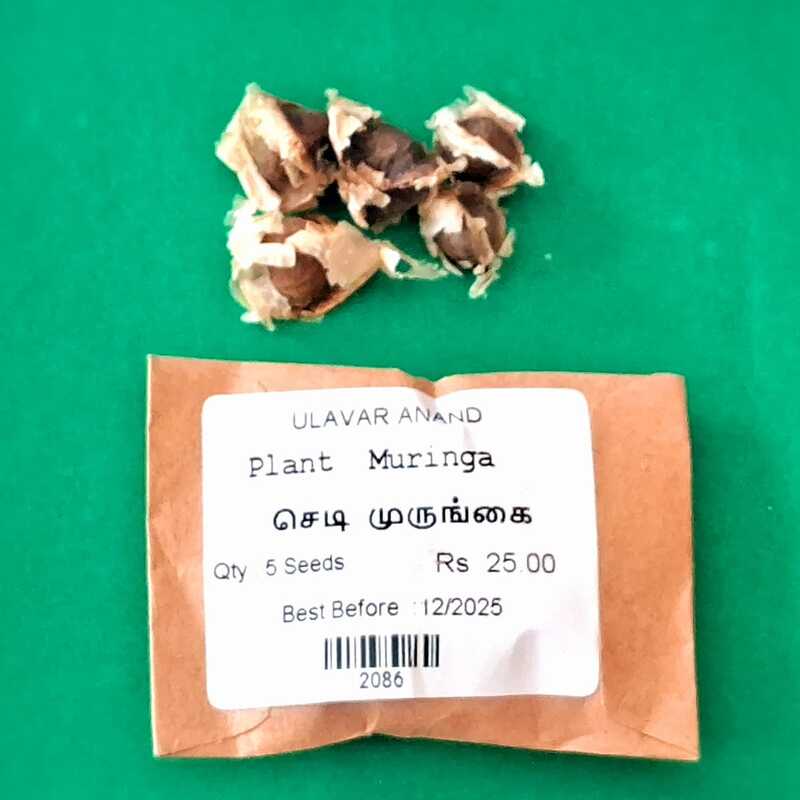 ULAVAR ANAND
Plant Muringa
செடி முருங்கை
Qty 5 Seeds Rs 25.00
Best Before :12/2025
2086